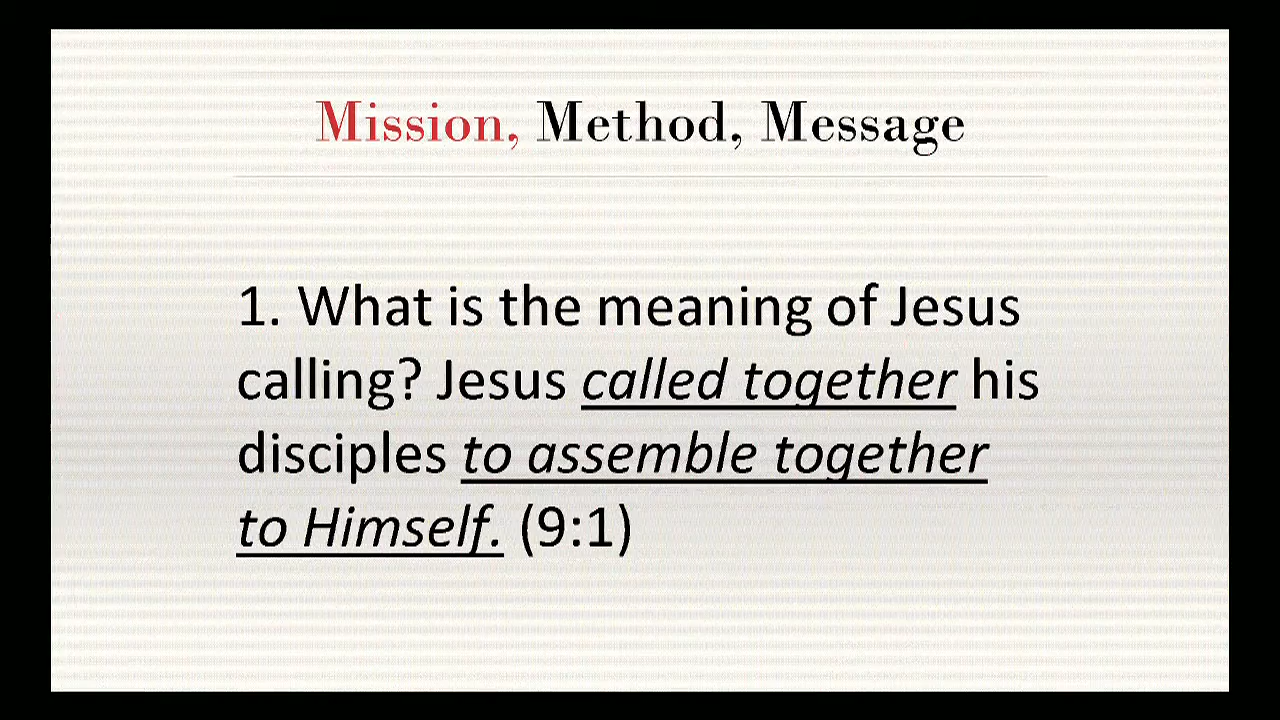 Mission, Method, Message
1. What is the meaning of Jesus
calling? Jesus called together his
disciples to assemble together
to Himself. (9:1)